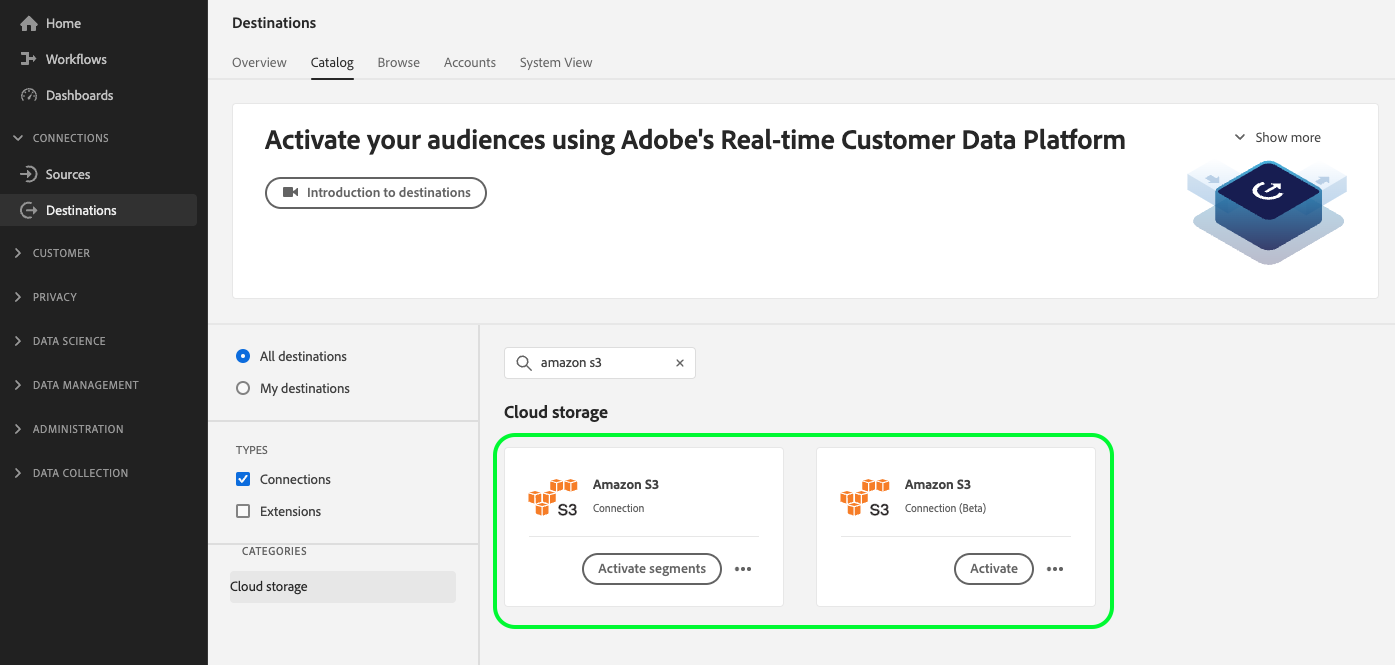 Home
Workflows
Dashboards
CONNECTIONS
Sources
Destinations
CUSTOMER
PRIVACY
DATA SCIENCE
DATA MANAGEMENT
ADMINISTRATION
DATA COLLECTION
Destinations
Overview Catalog Browse Accounts System View
Activate your audiences using Adobe's Real-time Customer Data Platform
Show more
Introduction to destinations
All destinations
My destinations
TYPES
Connections
Extensions
CATEGORIES
Cloud storage
amazon s3
Cloud storage
S3
Amazon S3
Connection
Activate segments
S3
Amazon S3
Connection (Beta)
Activate